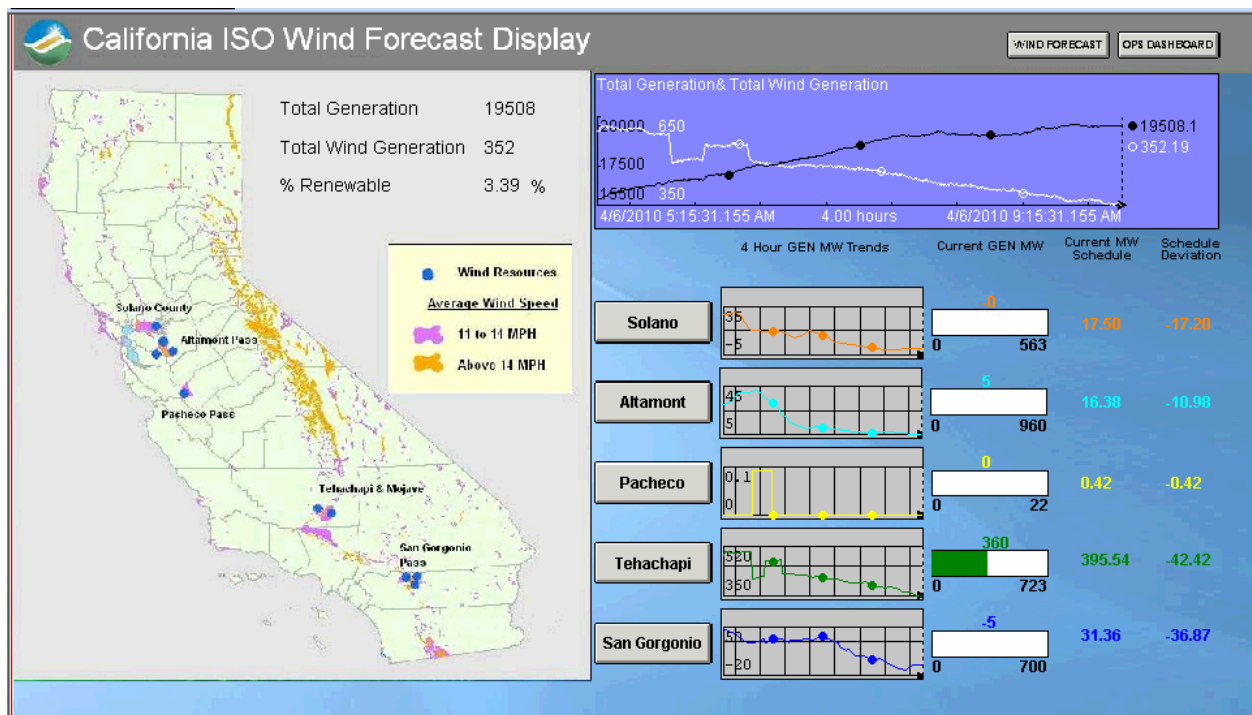 California ISO Wind Forecast Display
WIND FORECAST
OPS DASHBOARD
Total Generation 19508
Total Wind Generation 352
% Renewable 3.39 %
Wind Resources
Average Wind Speed
11 to 14 MPH
Above 14 MPH
Solano County
Altamont Pass
Pacheco Pass
Tehachapi & Mojave
San Gorgonio
Pass
Total Generation& Total Wind Generation
20000 650
19508.1
352.19
17500
15500 350
4/6/2010 5:15:31.155 AM 4.00 hours 4/6/2010 9:15:31.155 AM
4 Hour GEN MW Trends
Current GEN MW
Current MW
Schedule
Schedule
Deviation
Solano
35
-5
-0
0 563
17.50
-17.20
Altamont
45
5
5
0 960
16.38
-10.98
Pacheco
0.1
0
0
0 22
0.42
-0.42
Tehachapi
520
350
360
0 723
395.54
-42.42
San Gorgonio
-20
-5
0 700
31.36
-36.87